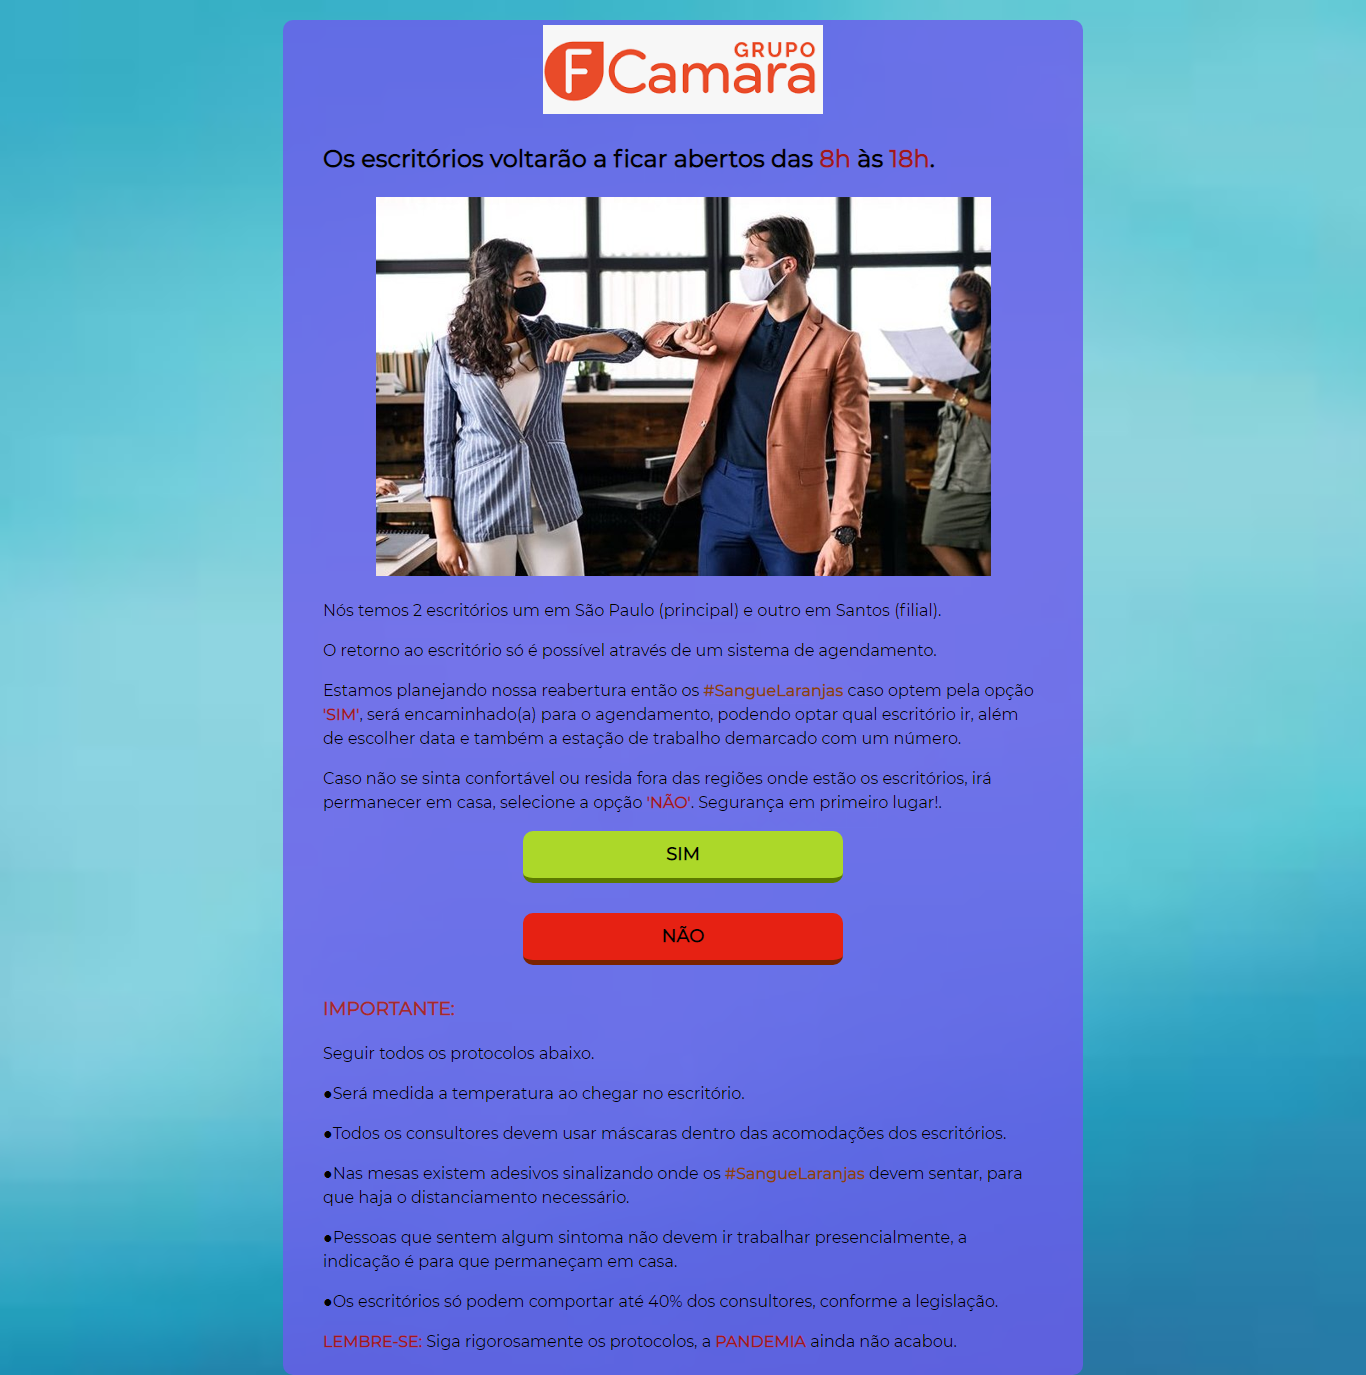 F Camara GRUPO
Os escritórios voltarão a ficar abertos das 8h às 18h.
Nós temos 2 escritórios um em São Paulo (principal) e outro em Santos (filial).
O retorno ao escritório só é possível através de um sistema de agendamento.
Estamos planejando nossa reabertura então os #SangueLaranjas caso optem pela opção
'SIM', será encaminhado(a) para o agendamento, podendo optar qual escritório ir, além
de escolher data e também a estação de trabalho demarcado com um número.
Caso não se sinta confortável ou resida fora das regiões onde estão os escritórios, irá
permanecer em casa, selecione a opção 'NÃO'. Segurança em primeiro lugar!.
SIM
NÃO
IMPORTANTE:
Seguir todos os protocolos abaixo.
●Será medida a temperatura ao chegar no escritório.
●Todos os consultores devem usar máscaras dentro das acomodações dos escritórios.
●Nas mesas existem adesivos sinalizando onde os #SangueLaranjas devem sentar, para
que haja o distanciamento necessário.
●Pessoas que sentem algum sintoma não devem ir trabalhar presencialmente, a
indicação é para que permaneçam em casa.
●Os escritórios só podem comportar até 40% dos consultores, conforme a legislação.
LEMBRE-SE: Siga rigorosamente os protocolos, a PANDEMIA ainda não acabou.